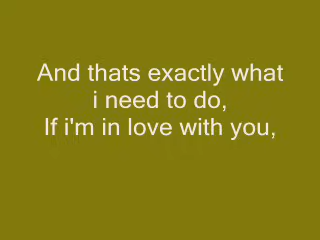 And thats exactly what
i need to do,
If i'm in love with you,